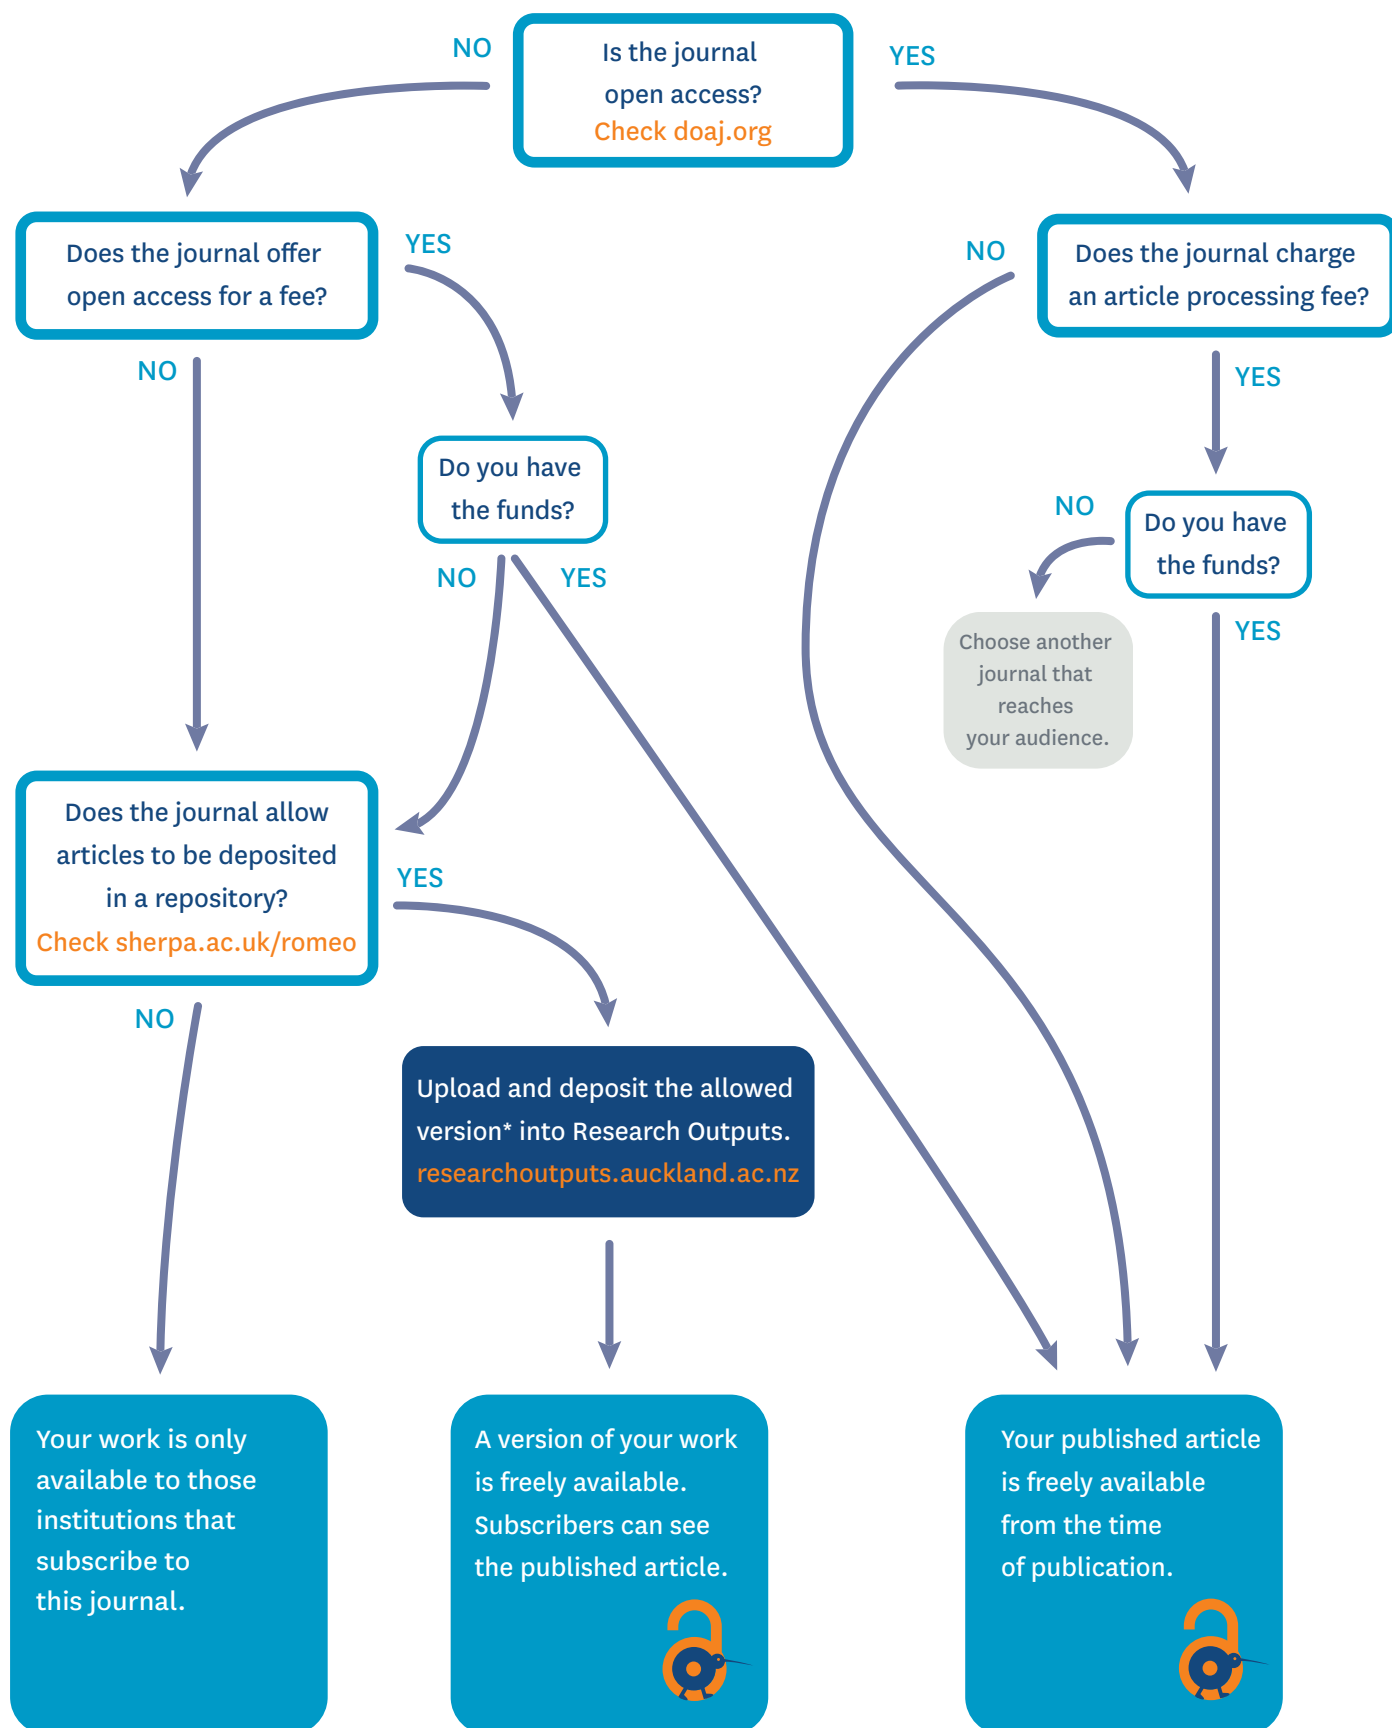 NO
Is the journal
open access?
Check doaj.org
YES
Does the journal offer
open access for a fee?
YES
NO
Does the journal charge
an article processing fee?
NO
YES
Do you have
the funds?
NO
YES
NO
Do you have
the funds?
YES
Choose another
journal that
reaches
your audience.
Does the journal allow
articles to be deposited
in a repository?
Check sherpa.ac.uk/romeo
YES
NO
Upload and deposit the allowed
version* into Research Outputs.
researchoutputs.auckland.ac.nz
Your work is only
available to those
institutions that
subscribe to
this journal.
A version of your work
is freely available.
Subscribers can see
the published article.
Your published article
is freely available
from the time
of publication.